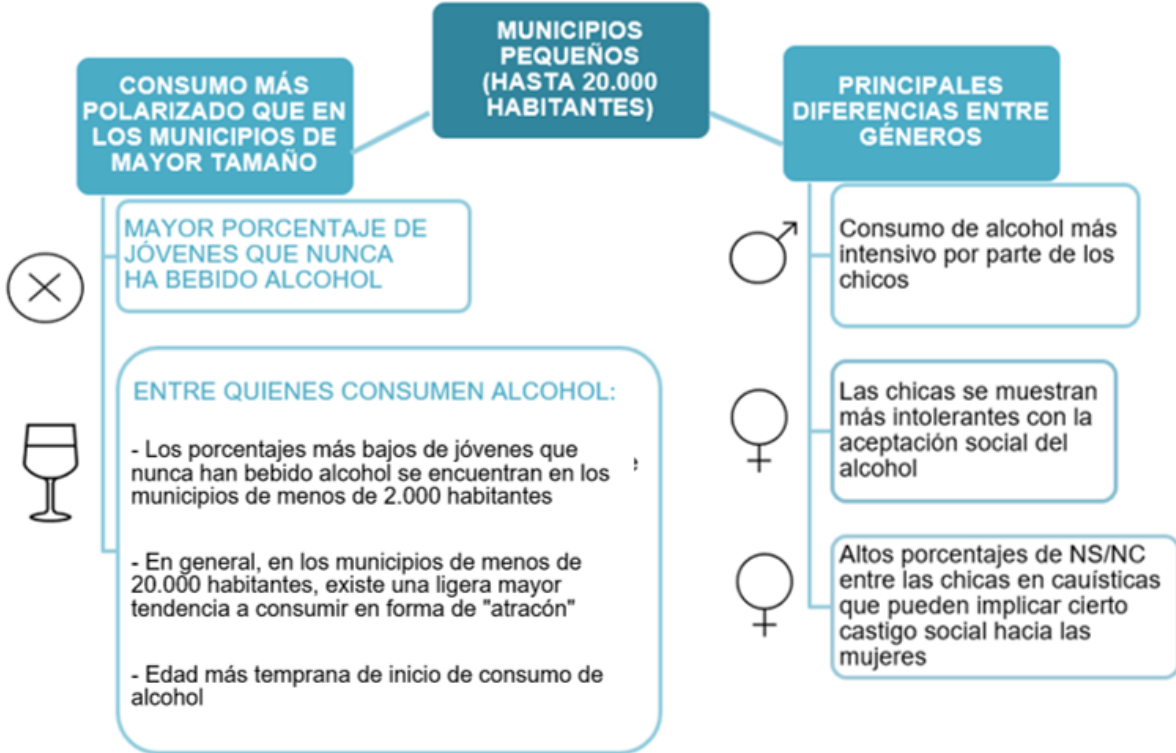 MUNICIPIOS
PEQUEÑOS
(HASTA 20.000
HABITANTES)
CONSUMO MÁS
POLARIZADO QUE EN
LOS MUNICIPIOS DE
MAYOR TAMAÑO
MAYOR PORCENTAJE DE
JÓVENES QUE NUNCA
HA BEBIDO ALCOHOL
ENTRE QUIENES CONSUMEN ALCOHOL:
- Los porcentajes más bajos de jóvenes que
nunca han bebido alcohol se encuentran en los
municipios de menos de 2.000 habitantes
- En general, en los municipios de menos de
20.000 habitantes, existe una ligera mayor
tendencia a consumir en forma de "atracón"
- Edad más temprana de inicio de consumo de
alcohol
PRINCIPALES
DIFERENCIAS ENTRE
GÉNEROS
Consumo de alcohol más
intensivo por parte de los
chicos
Las chicas se muestran
más intolerantes con la
aceptación social del
alcohol
Altos porcentajes de NS/NC
entre las chicas en cauísticas
que pueden implicar cierto
castigo social hacia las
mujeres